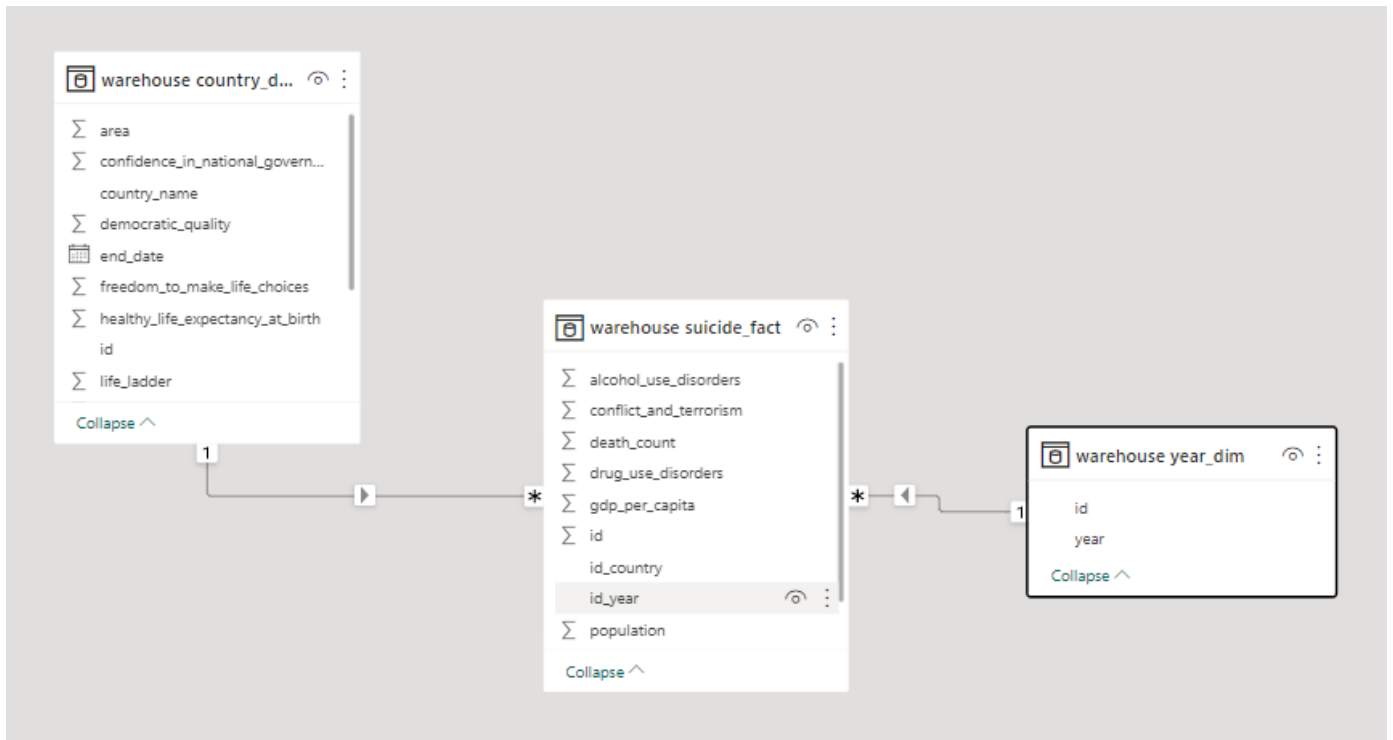 warehouse country_d...
area
confidence_in_national_govern...
country_name
democratic_quality
end_date
freedom_to_make_life_choices
healthy_life_expectancy_at_birth
id
life_ladder
Collapse
1
*
warehouse suicide_fact
alcohol_use_disorders
conflict_and_terrorism
death_count
drug_use_disorders
gdp_per_capita
id
id_country
id_year
population
Collapse
*
1
warehouse year_dim
id
year
Collapse